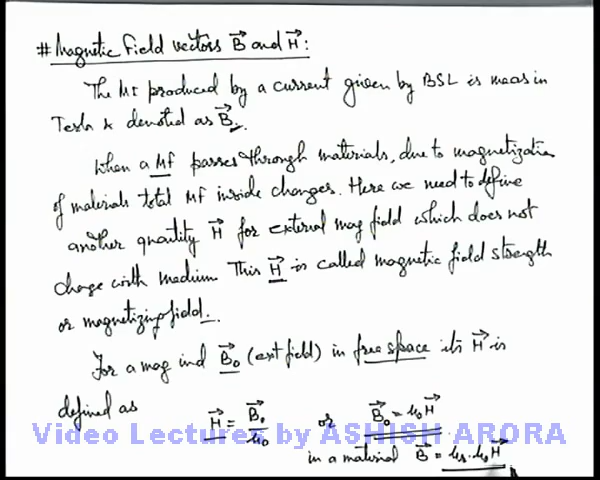 # Magnetic Field vectors B⃗ and H⃗ :
The MF produced by a current given by BSL is meas in
Tesla & denoted as B⃗.
When a MF passes through materials, due to magnetization
of materials total MF inside changes. Here we need to define
another quantity H⃗ for external mag field which does not
change with medium. This H⃗ is called magnetic field strength
or magnetizing field.
For a mag ind B⃗₀ (ext field) in free space its H⃗ is
defined as
H⃗ = B⃗₀/μ₀ or B⃗₀ = μ₀H⃗
Video Lectures by ASHISH ARORA
in a material B⃗ = μᵣ.μ₀H⃗